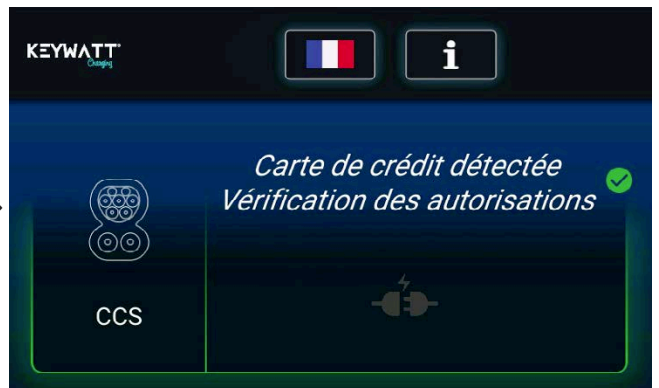 KEYWATT
Charging
i
Carte de crédit détectée
Vérification des autorisations
CCS